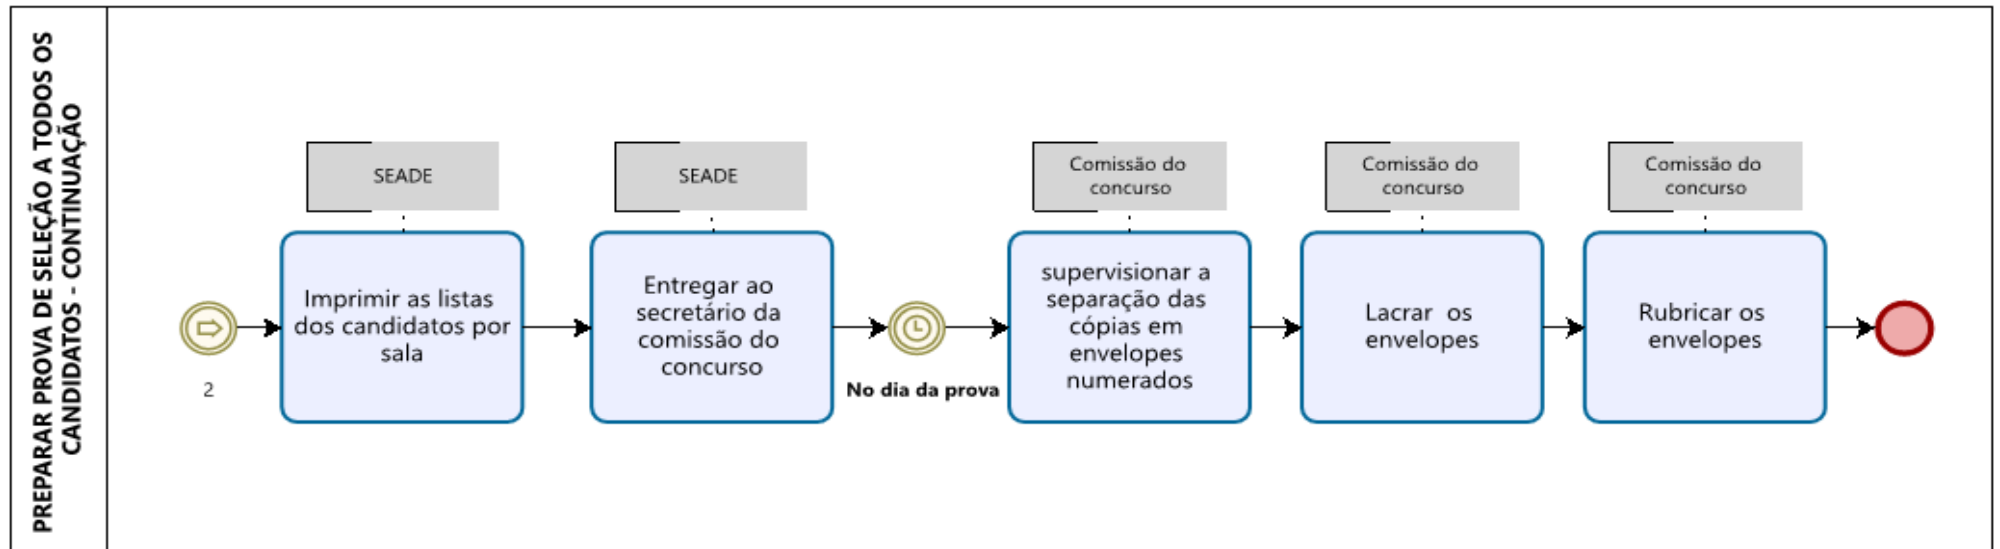 PREPARAR PROVA DE SELEÇÃO A TODOS OS
CANDIDATOS - CONTINUAÇÃO
2
SEADE
Imprimir as listas
dos candidatos por
sala
SEADE
Entregar ao
secretário da
comissão do
concurso
No dia da prova
Comissão do
concurso
supervisionar a
separação das
cópias em
envelopes
numerados
Comissão do
concurso
Lacrar  os
envelopes
Comissão do
concurso
Rubricar os
envelopes